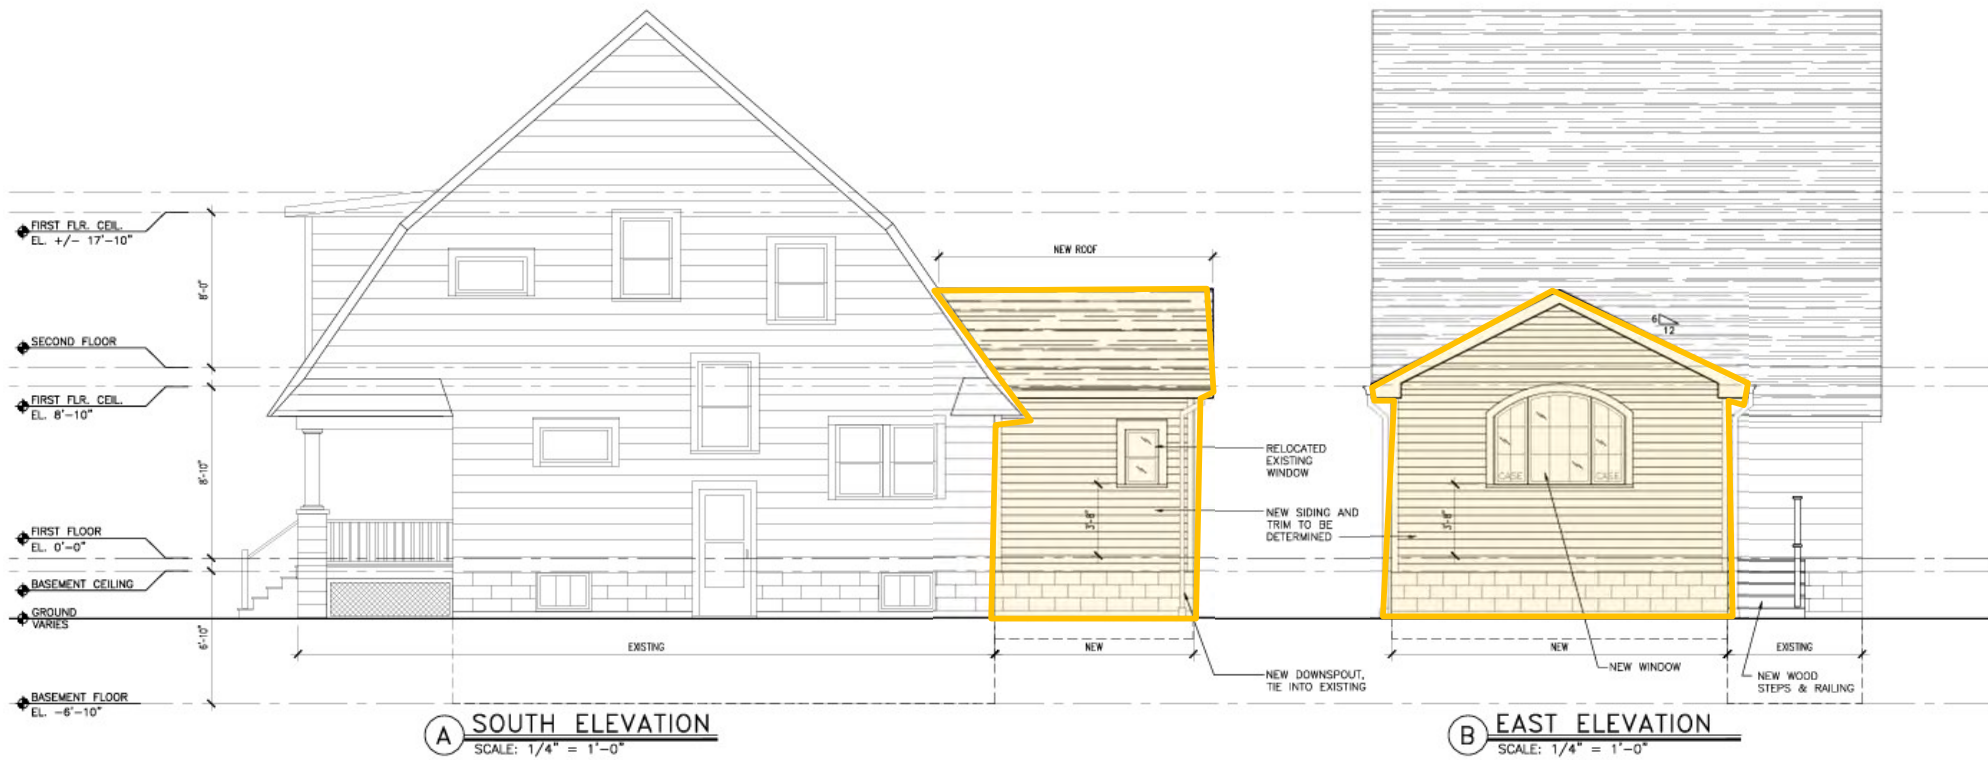 FIRST FLR. CEIL.
EL. +/- 17'-10"
SECOND FLOOR
FIRST FLR. CEIL.
EL. 8'-10"
FIRST FLOOR
EL. 0'-0"
BASEMENT CEILING
GROUND
VARIES
BASEMENT FLOOR
EL. -6'-10"
8'-0"
8'-10"
6'-10"
EXISTING
NEW
NEW ROOF
3'-8"
RELOCATED
EXISTING
WINDOW
NEW SIDING AND
TRIM TO BE
DETERMINED
NEW DOWNSPOUT,
TIE INTO EXISTING
A SOUTH ELEVATION
SCALE: 1/4" = 1'-0"
6
12
CASE
CASE
3'-8"
NEW
EXISTING
NEW WINDOW
NEW WOOD
STEPS & RAILING
B EAST ELEVATION
SCALE: 1/4" = 1'-0"